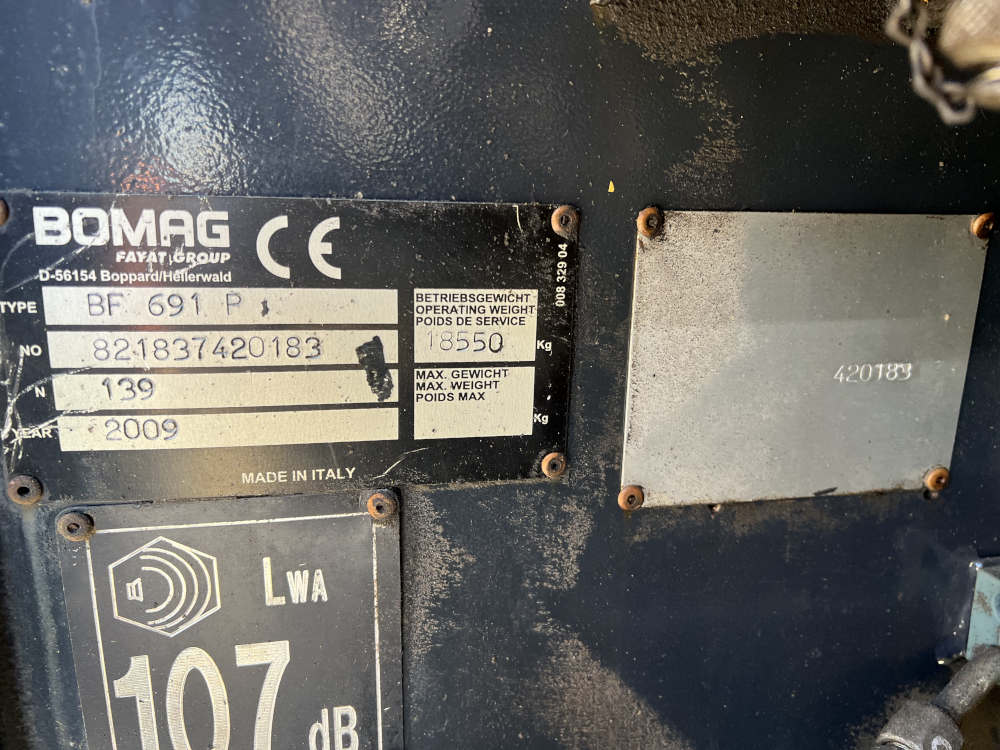 BOMAG
FAYAT GROUP
D-56154 Boppard/Hellerwald
CE
008 329 04
TYPE BF 691 P
NO 821837420183
N 139
YEAR 2009
BETRIEBSGEWICHT
OPERATING WEIGHT
POIDS DE SERVICE
18550 Kg
MAX. GEWICHT
MAX. WEIGHT
POIDS MAX
Kg
MADE IN ITALY
420183
LWA
107
dB